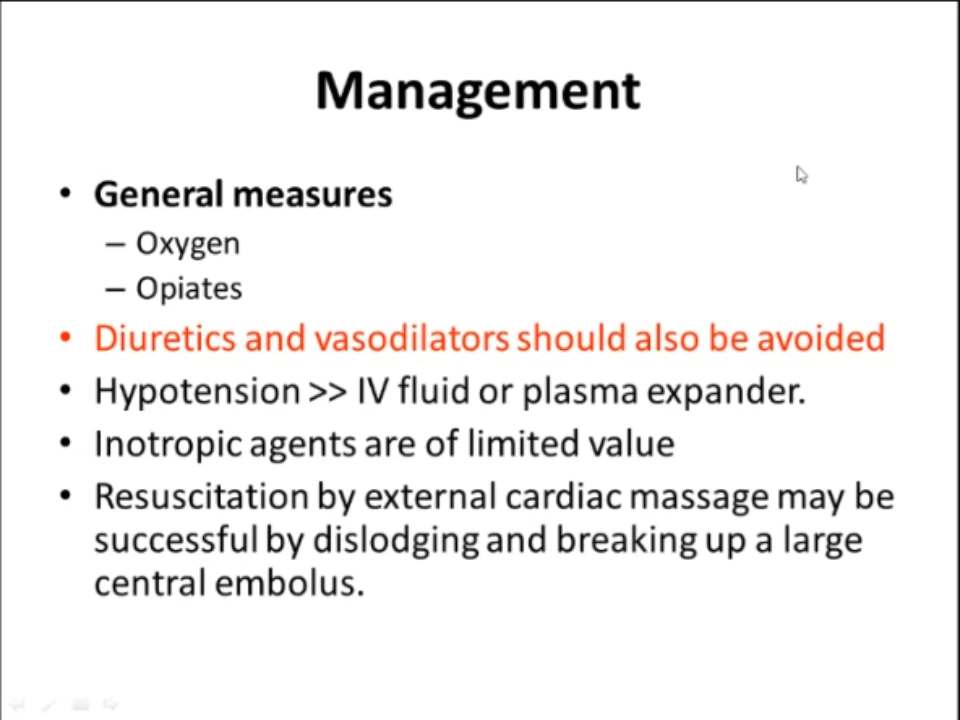 Management
• General measures
– Oxygen
– Opiates
• Diuretics and vasodilators should also be avoided
• Hypotension >> IV fluid or plasma expander.
• Inotropic agents are of limited value
• Resuscitation by external cardiac massage may be
successful by dislodging and breaking up a large
central embolus.